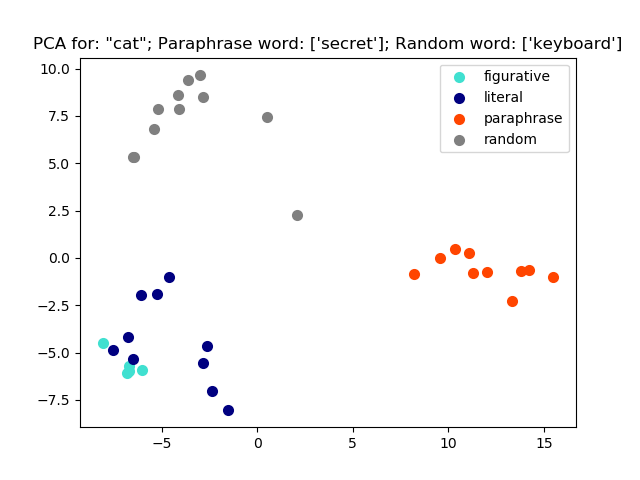 PCA for: "cat"; Paraphrase word: ['secret']; Random word: ['keyboard']
figurative
literal
paraphrase
random
10.0
7.5
5.0
2.5
0.0
−2.5
−5.0
−7.5
−5 0 5 10 15